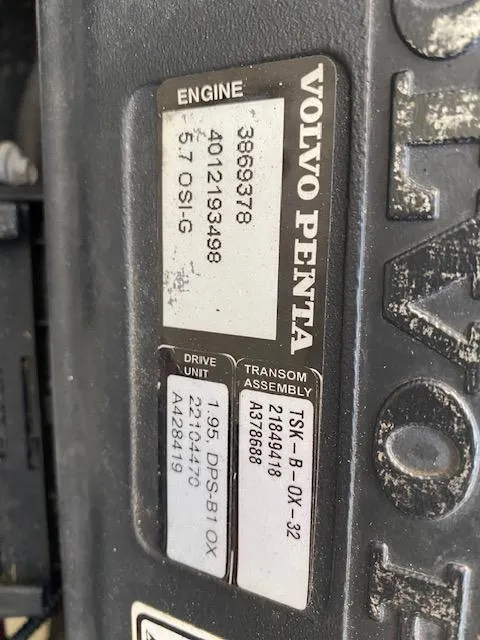 VOLVO PENTA
ENGINE
3869378
4012193498
5.7 OSI-G
TRANSOM
ASSEMBLY
TSK-B-OX-32
21849418
A378688
DRIVE
UNIT
1.95, DPS-B1 OX
22104470
A428419